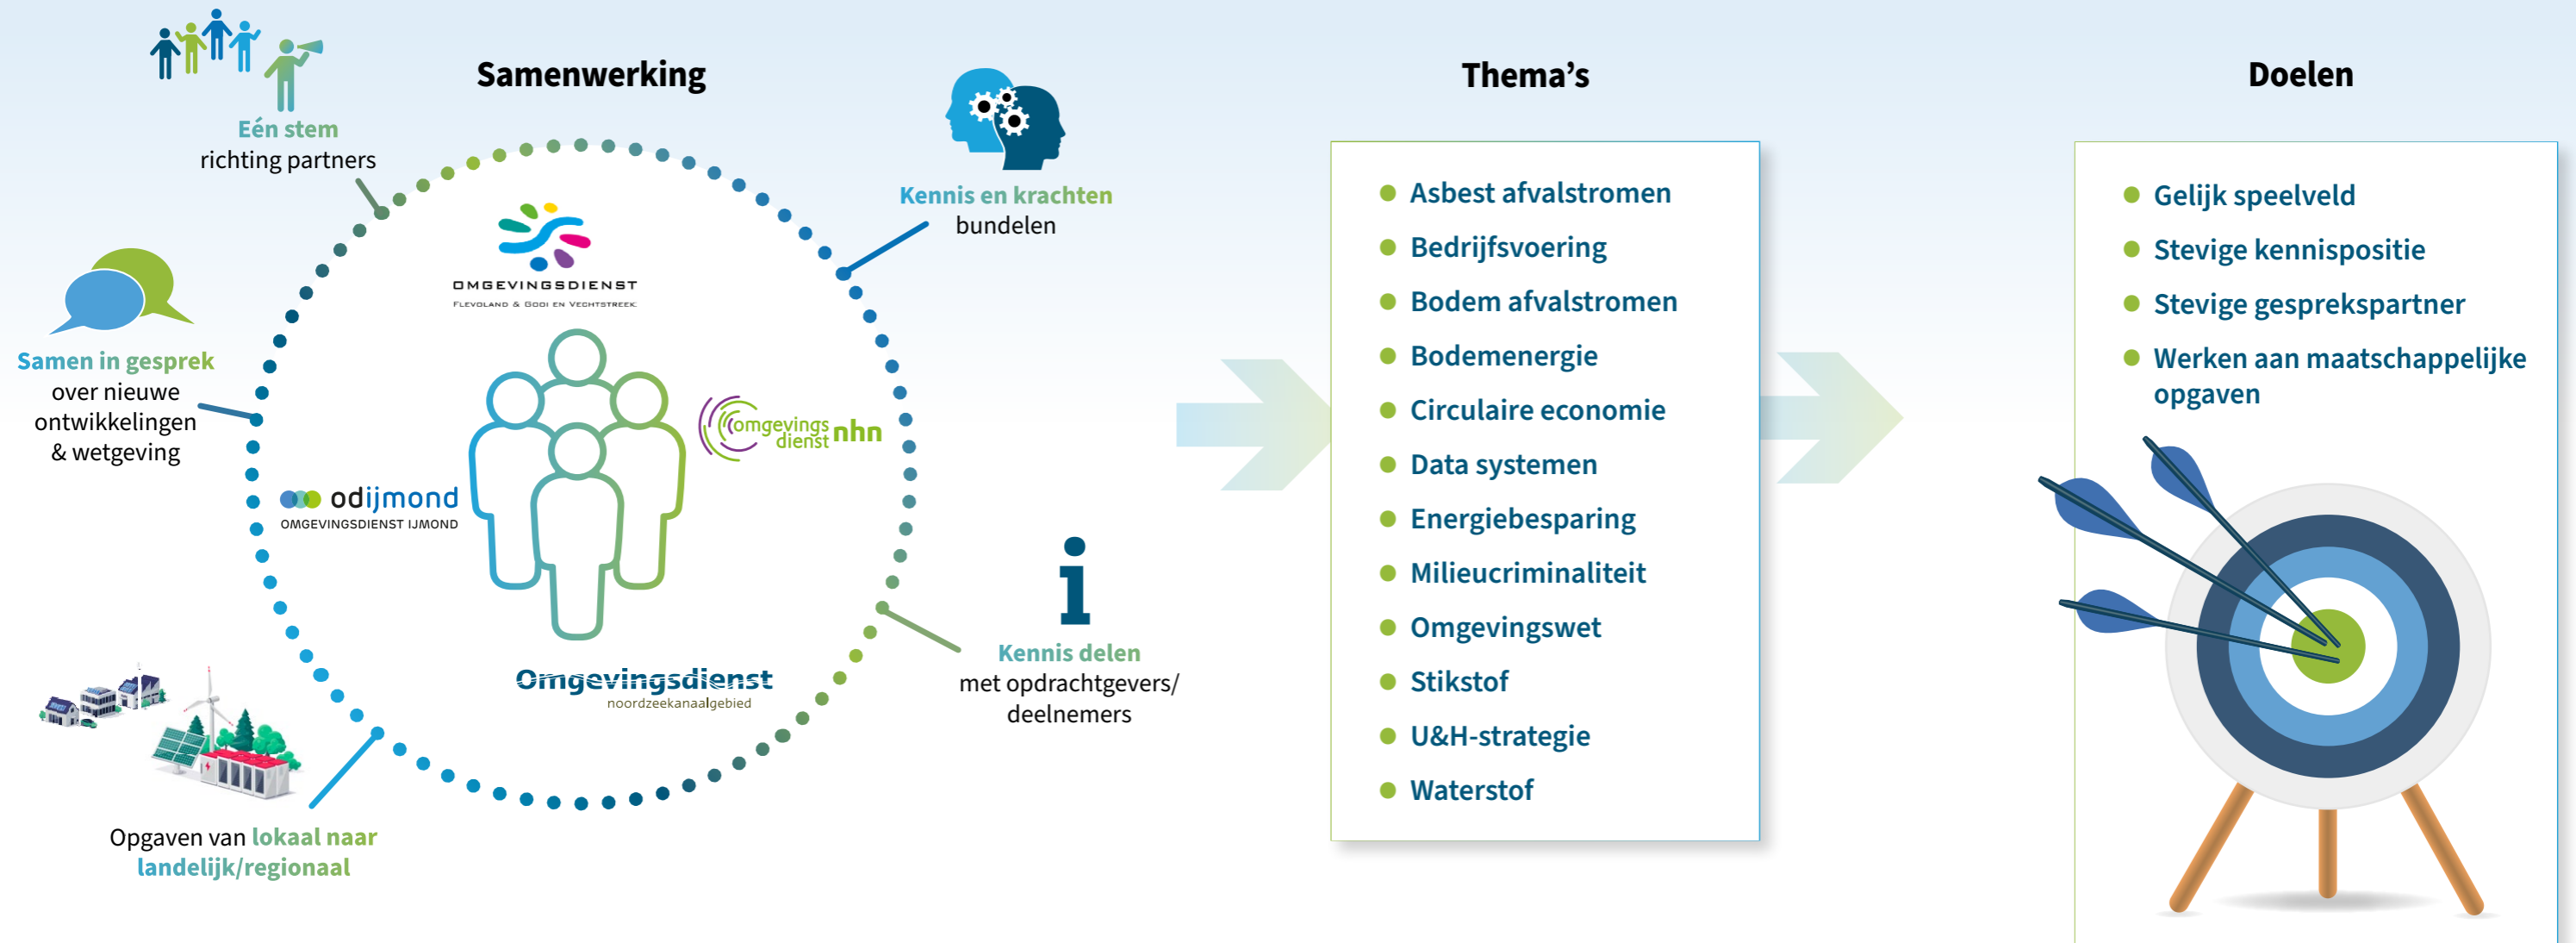 Samenwerking
Eén stem
richting partners
Kennis en krachten
bundelen
Samen in gesprek
over nieuwe
ontwikkelingen
& wetgeving
OMGEVINGSDIENST
FLEVOLAND & GOOI EN VECHTSTREEK
omgevings
dienst nhn
odijmond
OMGEVINGSDIENST IJMOND
Omgevingsdienst
noordzeekanaalgebied
i
Kennis delen
met opdrachtgevers/
deelnemers
Opgaven van lokaal naar
landelijk/regionaal
Thema's
Asbest afvalstromen
Bedrijfsvoering
Bodem afvalstromen
Bodemenergie
Circulaire economie
Data systemen
Energiebesparing
Milieucriminaliteit
Omgevingswet
Stikstof
U&H-strategie
Waterstof
Doelen
Gelijk speelveld
Stevige kennispositie
Stevige gesprekspartner
Werken aan maatschappelijke
opgaven